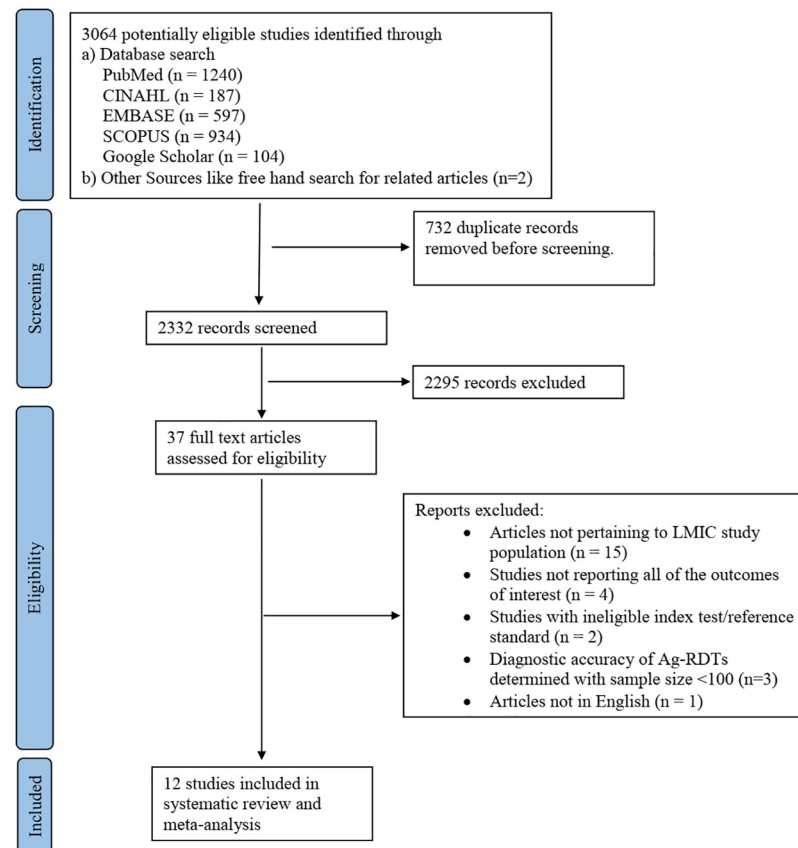 Identification
3064 potentially eligible studies identified through
a) Database search
PubMed (n = 1240)
CINAHL (n = 187)
EMBASE (n = 597)
SCOPUS (n = 934)
Google Scholar (n = 104)
b) Other Sources like free hand search for related articles (n=2)
Screening
732 duplicate records
removed before screening.
2332 records screened
2295 records excluded
Eligibility
37 full text articles
assessed for eligibility
Reports excluded:
• Articles not pertaining to LMIC study
population (n = 15)
• Studies not reporting all of the outcomes
of interest (n = 4)
• Studies with ineligible index test/reference
standard (n = 2)
• Diagnostic accuracy of Ag-RDTs
determined with sample size <100 (n=3)
• Articles not in English (n = 1)
Included
12 studies included in
systematic review and
meta-analysis